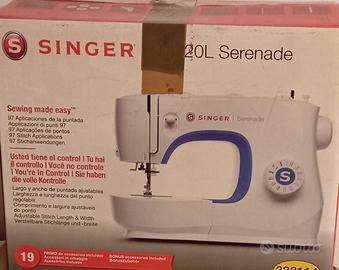 S SINGER 20L Serenade
Sewing made easy™
97 Aplicaciones de la puntada
Applicazioni di punti 97
97 Aplicações de pontos
97 Stitch Applications
97 Stichanwendungen
SINGER Serenade
Usted tiene el control I Tu hai
il controllo I Você no controle
I You're In Control I Sie haben
die volle Kontrolle
Largo y ancho de puntada ajustables
Larghezza e lunghezza del punto
regolabili
Comprimento e largura ajustáveis
do ponto
Adjustable Stitch Length & Width
Verstellbare Stichlänge und -breite
19
BONUS accessories included
Subito